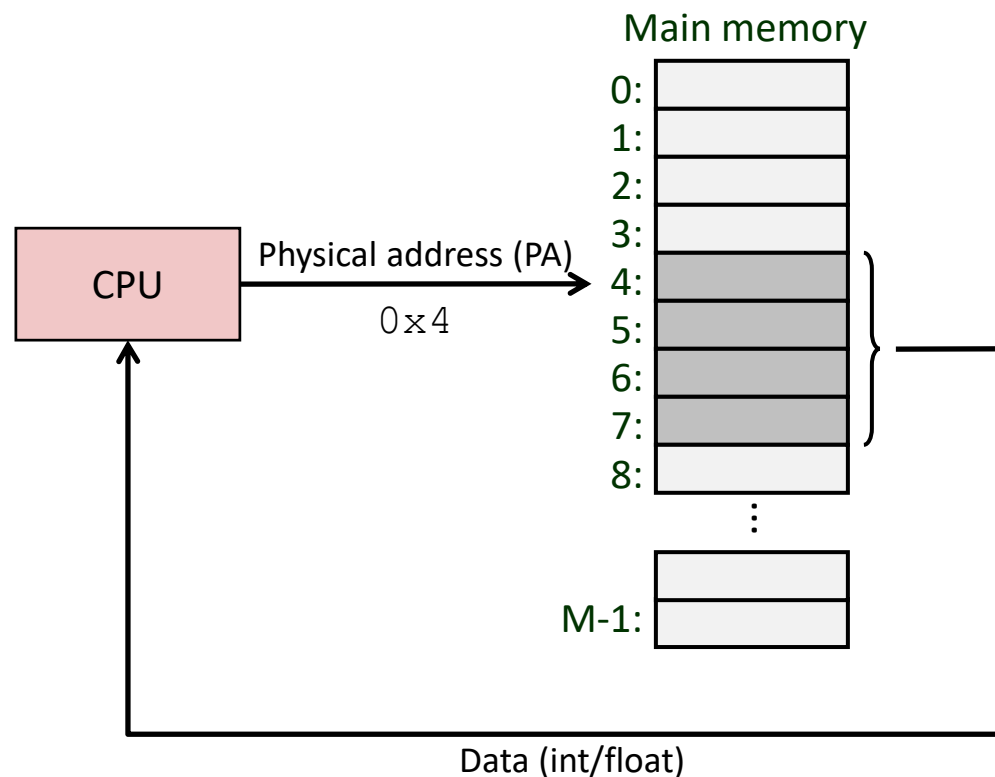 Main memory
0:
1:
2:
3:
CPU
Physical address (PA)
0x4
4:
5:
6:
7:
8:
...
M-1:
Data (int/float)